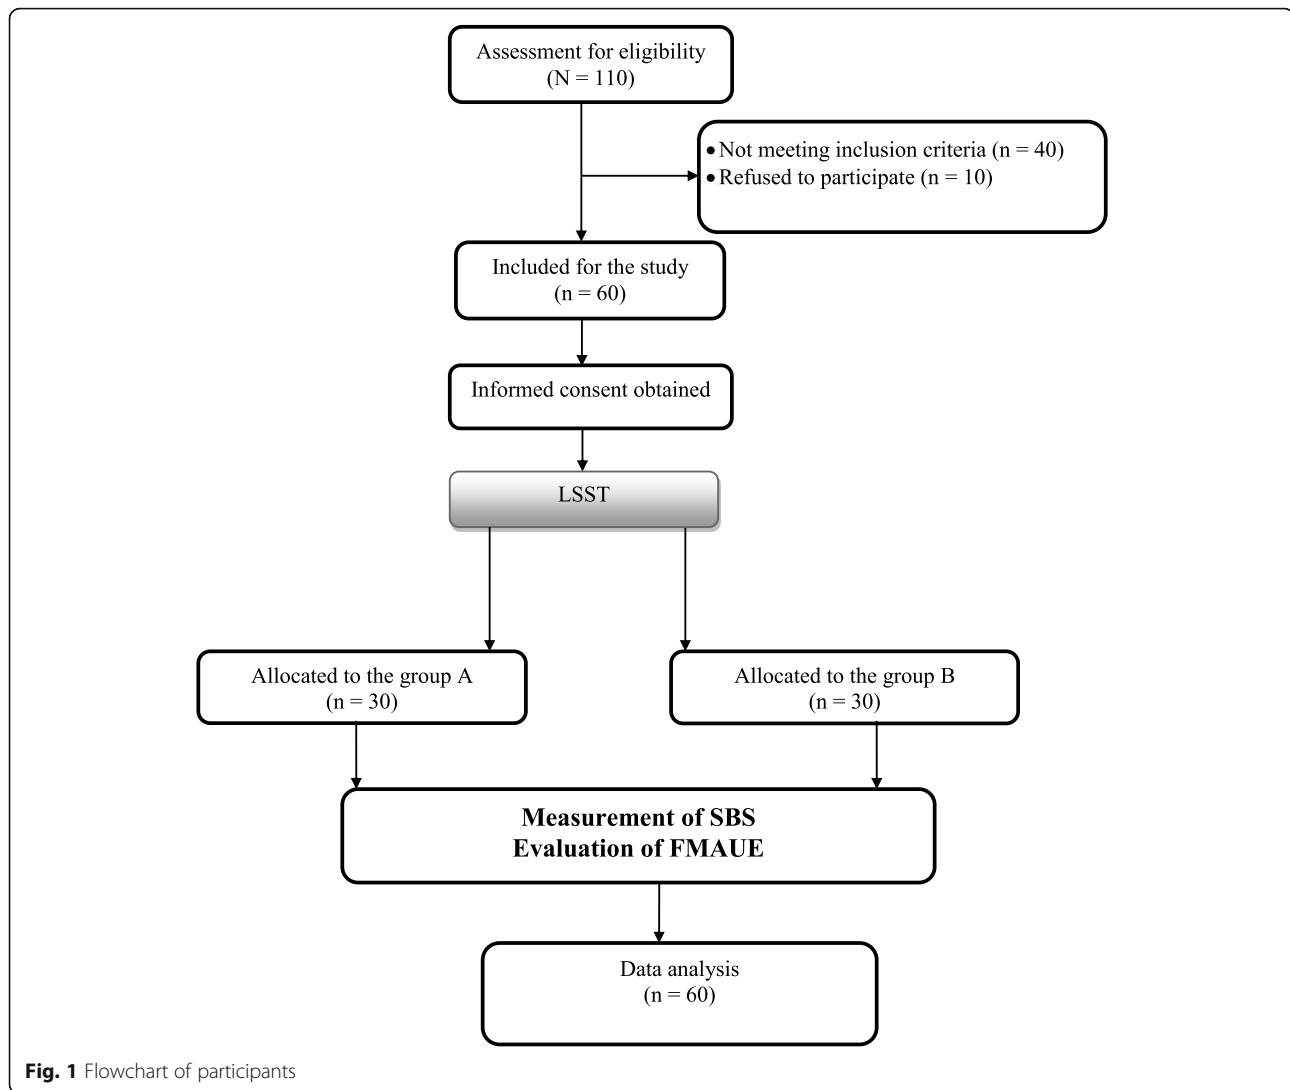 Assessment for eligibility
(N = 110)
• Not meeting inclusion criteria (n = 40)
• Refused to participate (n = 10)
Included for the study
(n = 60)
Informed consent obtained
LSST
Allocated to the group A
(n = 30)
Allocated to the group B
(n = 30)
Measurement of SBS
Evaluation of FMAUE
Data analysis
(n = 60)
Fig. 1 Flowchart of participants